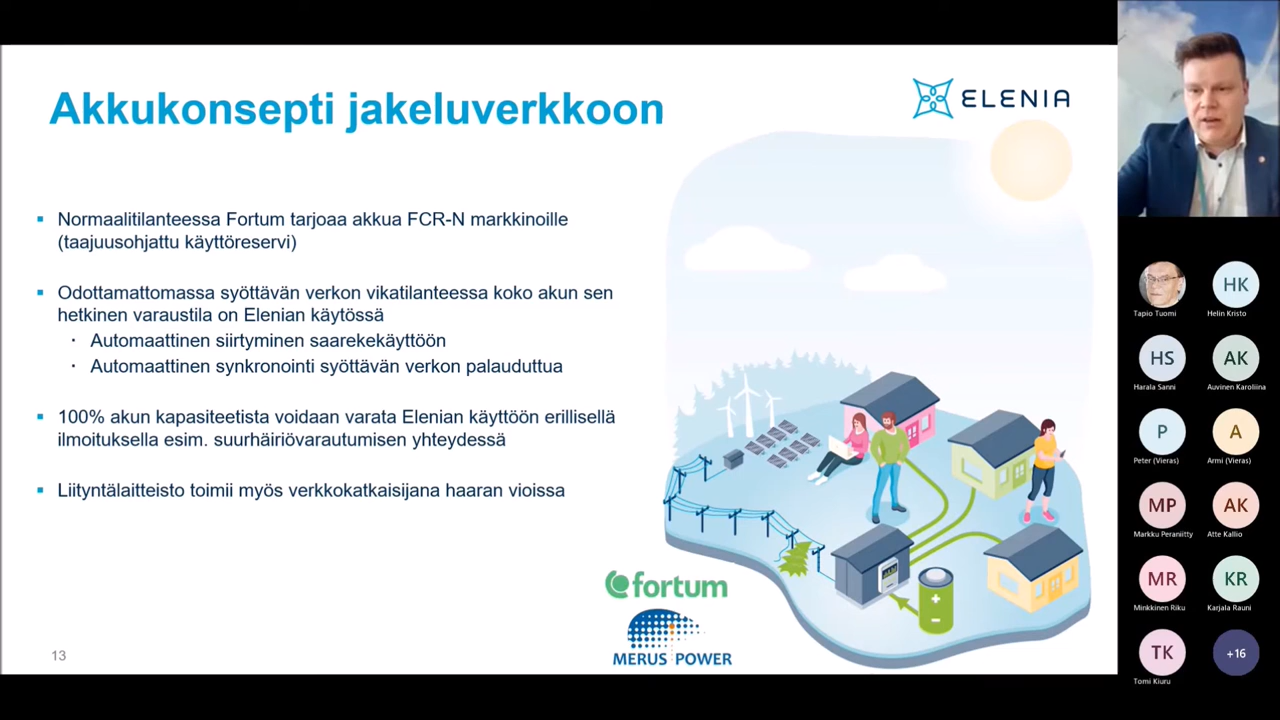 Akkukonsepti jakeluverkkoon
ELENIA
Normaalitilanteessa Fortum tarjoaa akkua FCR-N markkinoille
(taajuusohjattu käyttöreservi)
Odottamattomassa syöttävän verkon vikatilanteessa koko akun sen
hetkinen varaustila on Elenian käytössä
Automaattinen siirtyminen saarekekäyttöön
Automaattinen synkronointi syöttävän verkon palauduttua
100% akun kapasiteetista voidaan varata Elenian käyttöön erillisellä
ilmoituksella esim. suurhäiriövarautumisen yhteydessä
Liityntälaitteisto toimii myös verkkokatkaisijana haaran vioissa
fortum
MERUS POWER
13
Tapio Tuomi
HK
Helin Kristo
HS
Harala Sanni
AK
Auvinen Karoliina
P
Peter (Vieras)
A
Armi (Vieras)
MP
Markku Peraniitty
AK
Atte Kallio
MR
Minkkinen Riku
KR
Karjala Rauni
TK
Tomi Kiuru
+16